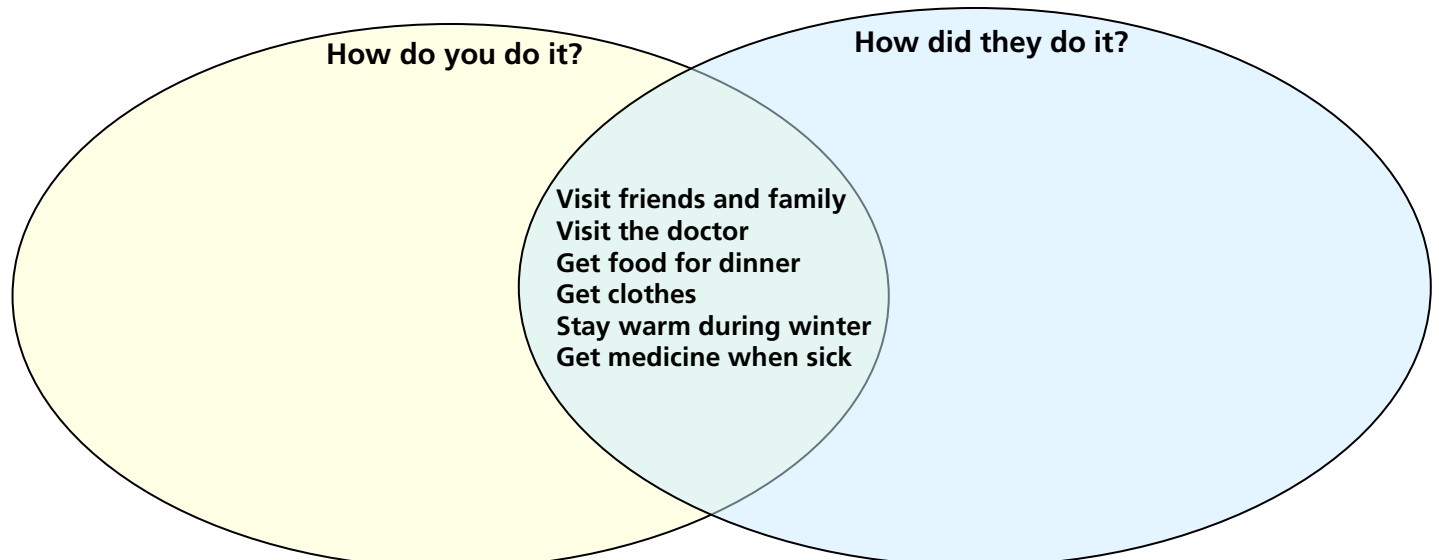 How do you do it?
How did they do it?
Visit friends and family
Visit the doctor
Get food for dinner
Get clothes
Stay warm during winter
Get medicine when sick